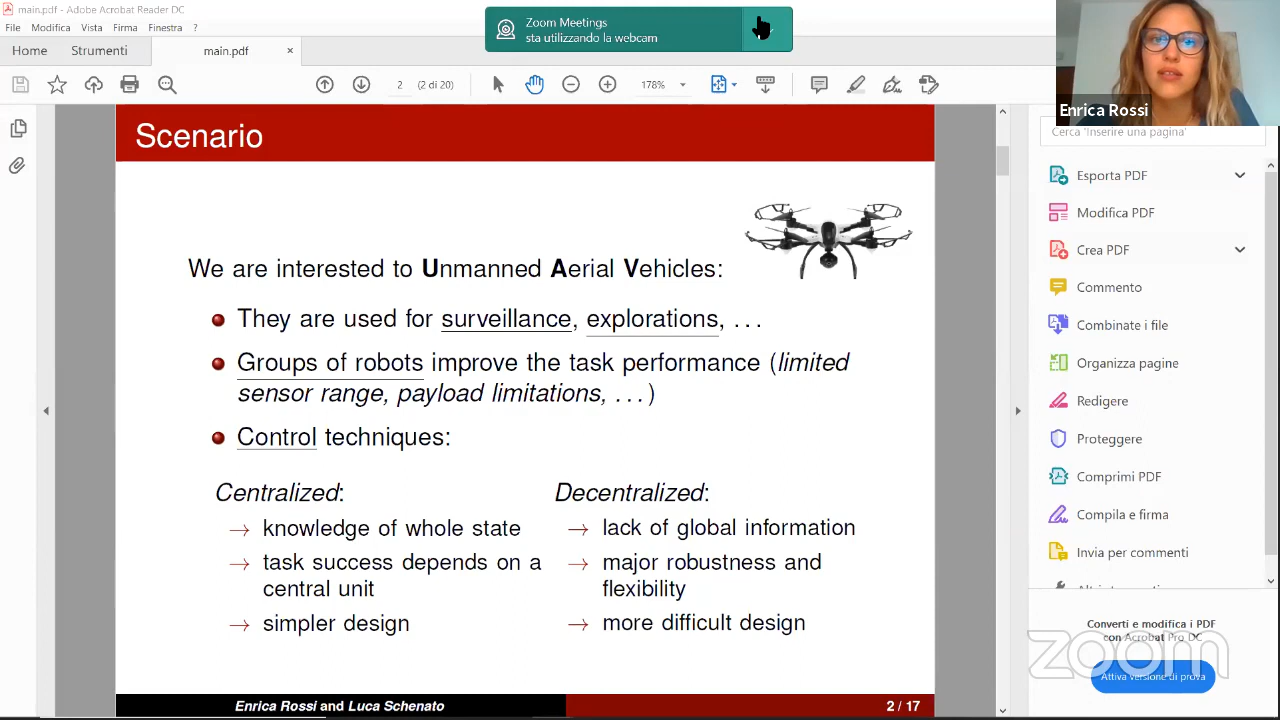 main.pdf - Adobe Acrobat Reader DC
File Modifica Vista Firma Finestra ?
Zoom Meetings
sta utilizzando la webcam
Home Strumenti main.pdf ×
2 (2 di 20) 178%
Enrica Rossi
Cerca 'Inserire una pagina'
Scenario
We are interested to Unmanned Aerial Vehicles:
They are used for surveillance, explorations, . . .
Groups of robots improve the task performance (limited
sensor range, payload limitations, . . . )
Control techniques:
Centralized:
→ knowledge of whole state
→ task success depends on a
central unit
→ simpler design
Decentralized:
→ lack of global information
→ major robustness and
flexibility
→ more difficult design
Enrica Rossi and Luca Schenato
2 / 17
Esporta PDF
Modifica PDF
Crea PDF
Commento
Combinate i file
Organizza pagine
Redigere
Proteggere
Comprimi PDF
Compila e firma
Invia per commenti
Converti e modifica i PDF
con Acrobat Pro DC
Attiva versione di prova
zoom